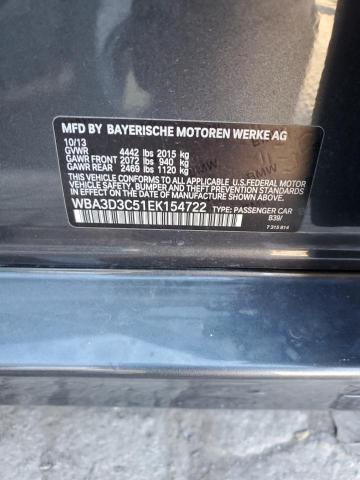 MFD BY BAYERISCHE MOTOREN WERKE AG
10/13
GVWR 4442 lbs 2015 kg
GAWR FRONT 2072 lbs 940 kg
GAWR REAR 2469 lbs 1120 kg
THIS VEHICLE CONFORMS TO ALL APPLICABLE U.S.FEDERAL MOTOR
VEHICLE SAFETY, BUMPER, AND THEFT PREVENTION STANDARDS
IN EFFECT ON THE DATE OF MANUFACTURE SHOWN ABOVE.
WBA3D3C51EK154722 TYPE: PASSENGER CAR
B39/
7 315 814